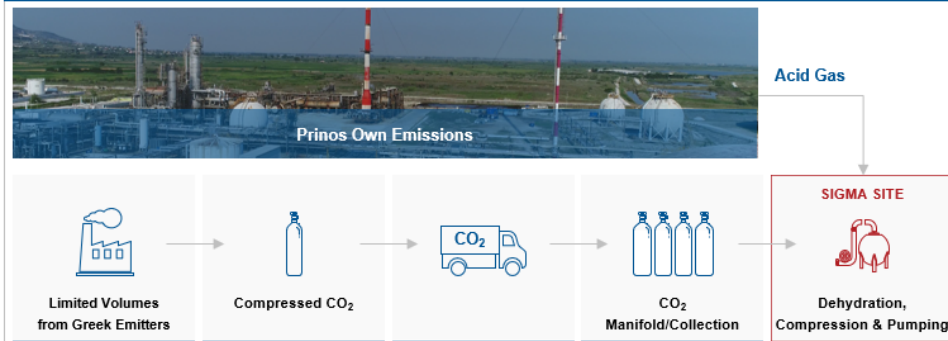 Acid Gas
Prinos Own Emissions
SIGMA SITE
CO₂
Limited Volumes
from Greek Emitters
Compressed CO₂
CO₂
Manifold/Collection
Dehydration,
Compression & Pumping